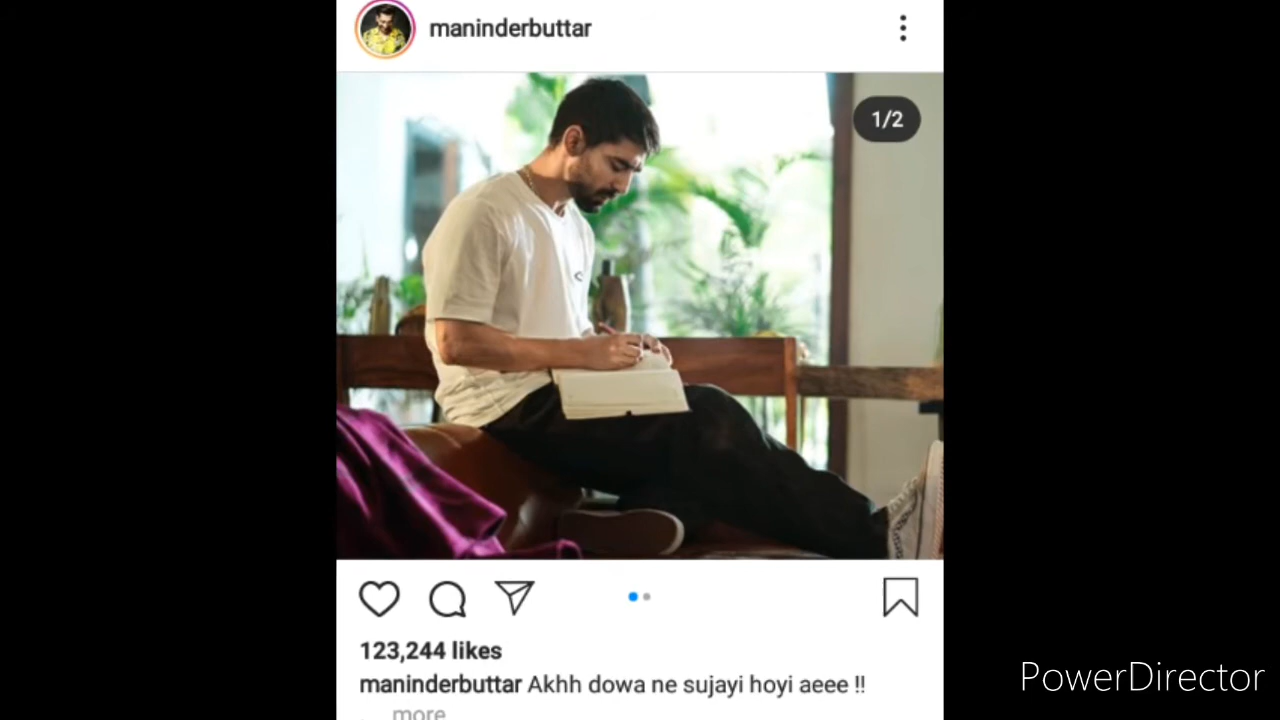 maninderbuttar
1/2
123,244 likes
maninderbuttar Akhh dowa ne sujayi hoyi aeee !!
. ... more
PowerDirector